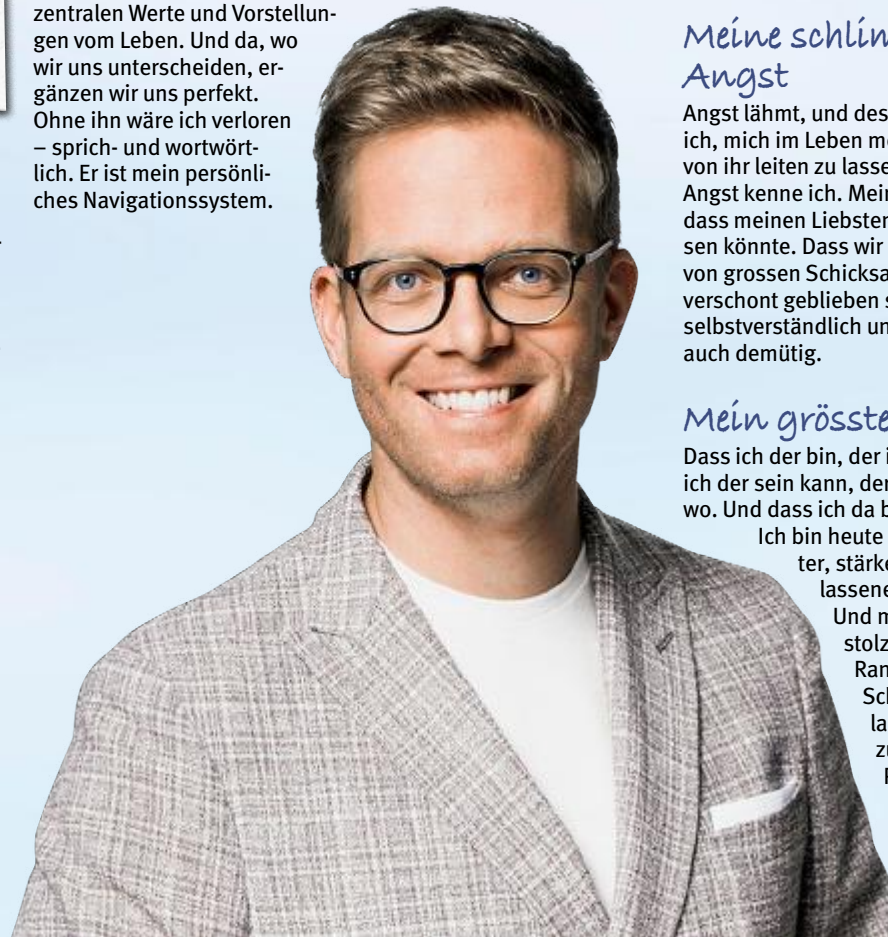 zentralen Werte und Vorstellun-
gen vom Leben. Und da, wo
wir uns unterscheiden, er-
gänzen wir uns perfekt.
Ohne ihn wäre ich verloren
– sprich- und wortwört-
lich. Er ist mein persönli-
ches Navigationssystem.
Meine schlim
Angst
Angst lähmt, und des
ich, mich im Leben m
von ihr leiten zu lasse
Angst kenne ich. Mein
dass meinen Liebsten
sen könnte. Dass wir
von grossen Schicksa
verschont geblieben s
selbstverständlich un
auch demütig.
Mein grösste
Dass ich der bin, der i
ich der sein kann, der
wo. Und dass ich da b
Ich bin heute
ter, stärke
lassene
Und m
stolz
Ran
Sch
la
zu